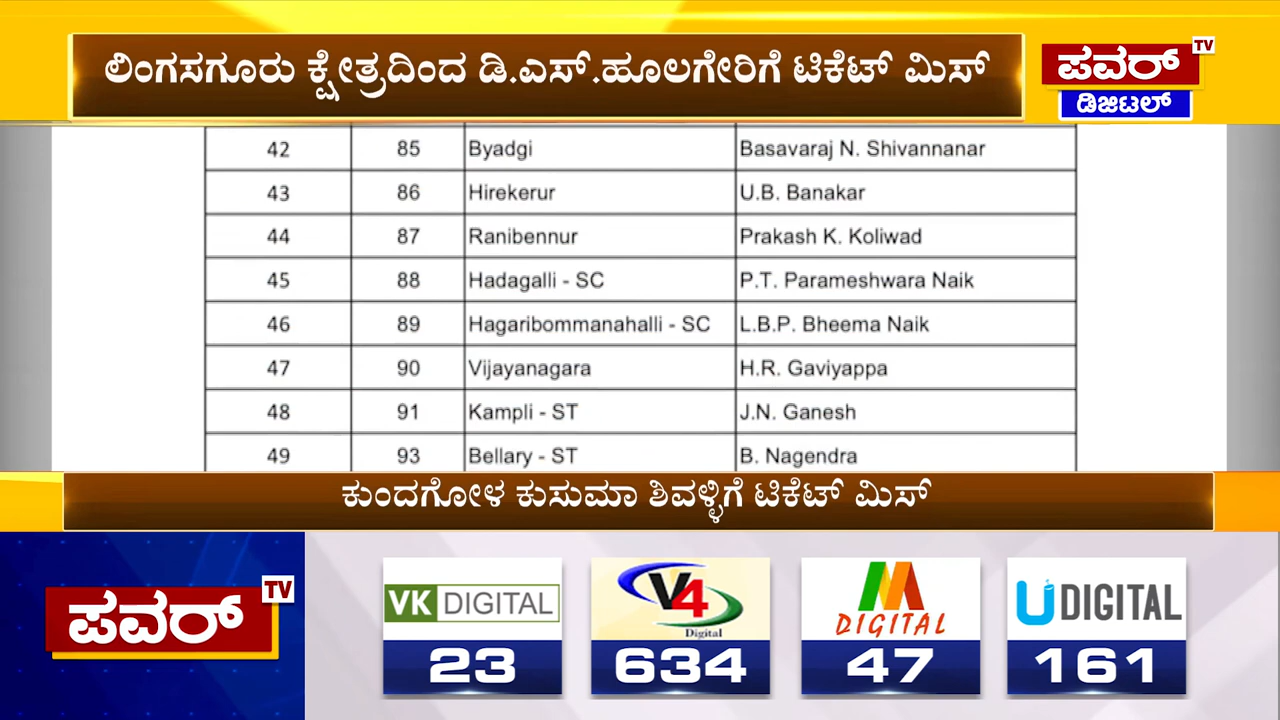 ಲಿಂಗಸಗೂರು ಕ್ಷೇತ್ರದಿಂದ ಡಿ.ಎಸ್.ಹೂಲಗೇರಿಗೆ ಟಿಕೆಟ್ ಮಿಸ್
ಪವರ್ TV
ಡಿಜಿಟಲ್
42 85 Byadgi Basavaraj N. Shivannanar
43 86 Hirekerur U.B. Banakar
44 87 Ranibennur Prakash K. Koliwad
45 88 Hadagalli - SC P.T. Parameshwara Naik
46 89 Hagaribommanahalli - SC L.B.P. Bheema Naik
47 90 Vijayanagara H.R. Gaviyappa
48 91 Kampli - ST J.N. Ganesh
49 93 Bellary - ST B. Nagendra
ಕುಂದಗೋಳ ಕುಸುಮಾ ಶಿವಳ್ಳಿಗೆ ಟಿಕೆಟ್ ಮಿಸ್
ಪವರ್ TV
VK DIGITAL
23
V4 Digital
634
M DIGITAL
47
U DIGITAL
161